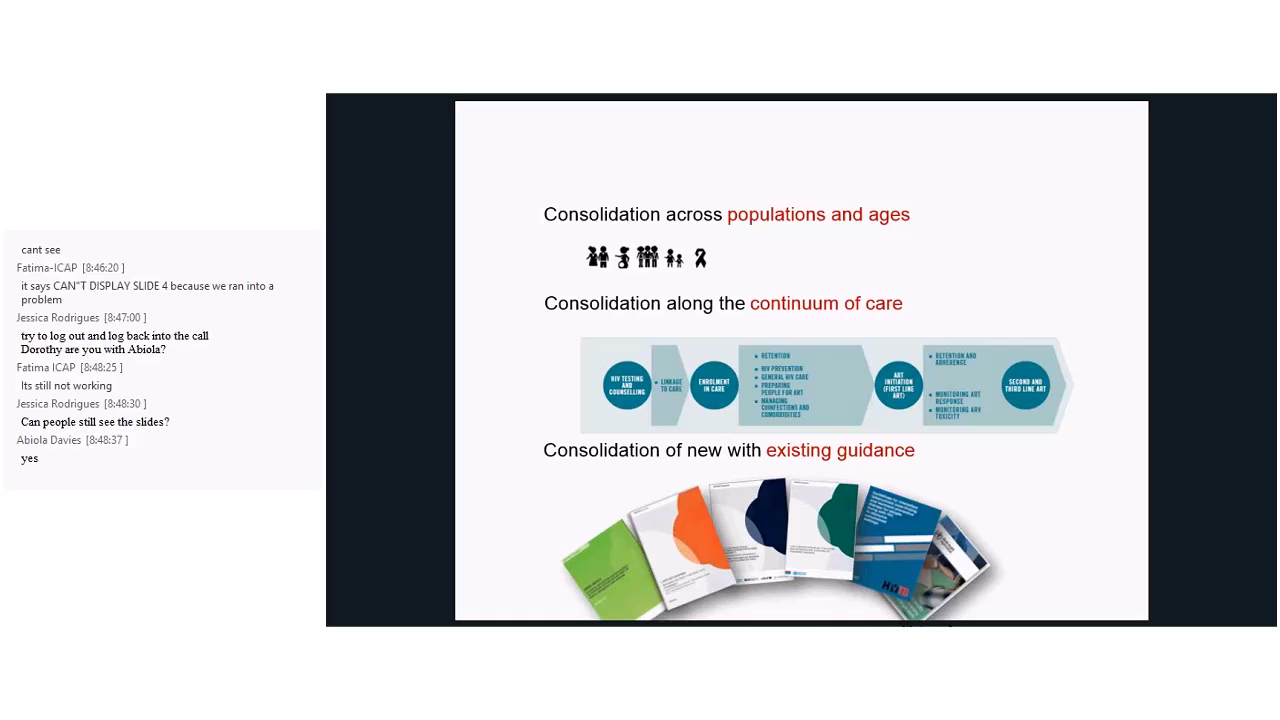 cant see
Fatima-ICAP [8:46:20 ]
it says CAN"T DISPLAY SLIDE 4 because we ran into a
problem
Jessica Rodrigues [8:47:00 ]
try to log out and log back into the call
Dorothy are you with Abiola?
Fatima ICAP [8:48:25 ]
Its still not working
Jessica Rodrigues [8:48:30 ]
Can people still see the slides?
Abiola Davies [8:48:37 ]
yes
Consolidation across populations and ages
Consolidation along the continuum of care
HIV TESTING
AND
COUNSELLING
LINKAGE
TO CARE
ENROLMENT
IN CARE
RETENTION
HIV PREVENTION
GENERAL HIV CARE
PREPARING
PEOPLE FOR ART
MANAGING
COINFECTIONS AND
COMORBIDITIES
ART
INITIATION
(FIRST LINE
ART)
RETENTION AND
ADHERENCE
MONITORING ART
RESPONSE
MONITORING ARV
TOXICITY
SECOND AND
THIRD LINE ART
Consolidation of new with existing guidance